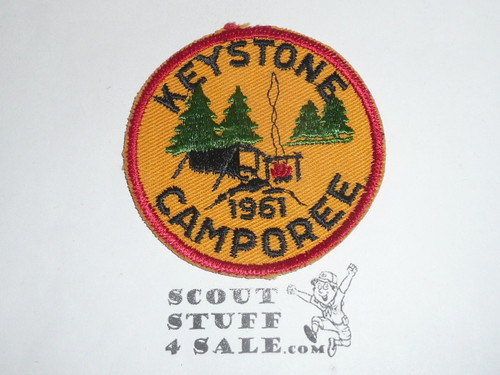 KEYSTONE
1961
CAMPOREE
SCOUT
STUFF
4 SALE.COM